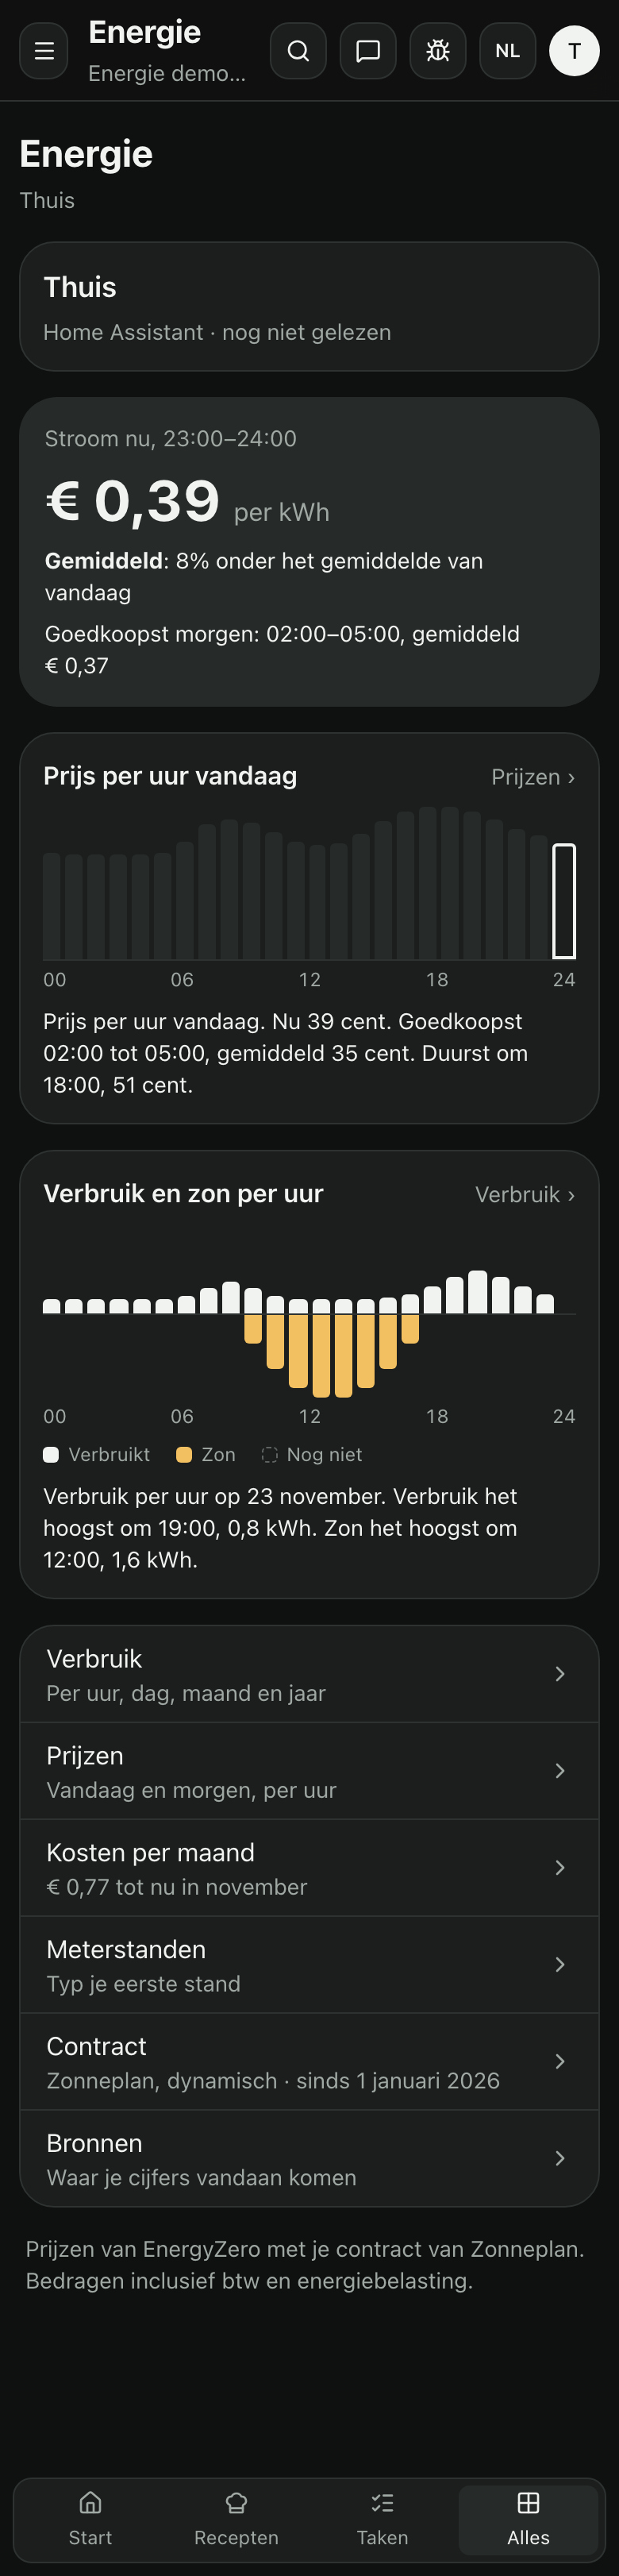 Energie
Energie demo...
NL
T
Energie
Thuis
Thuis
Home Assistant · nog niet gelezen
Stroom nu, 23:00–24:00
€ 0,39 per kWh
Gemiddeld: 8% onder het gemiddelde van
vandaag
Goedkoopst morgen: 02:00–05:00, gemiddeld
€ 0,37
Prijs per uur vandaag
Prijzen ›
00 06 12 18 24
Prijs per uur vandaag. Nu 39 cent. Goedkoopst
02:00 tot 05:00, gemiddeld 35 cent. Duurst om
18:00, 51 cent.
Verbruik en zon per uur
Verbruik ›
00 06 12 18 24
Verbruikt Zon Nog niet
Verbruik per uur op 23 november. Verbruik het
hoogst om 19:00, 0,8 kWh. Zon het hoogst om
12:00, 1,6 kWh.
Verbruik
Per uur, dag, maand en jaar
Prijzen
Vandaag en morgen, per uur
Kosten per maand
€ 0,77 tot nu in november
Meterstanden
Typ je eerste stand
Contract
Zonneplan, dynamisch · sinds 1 januari 2026
Bronnen
Waar je cijfers vandaan komen
Prijzen van EnergyZero met je contract van Zonneplan.
Bedragen inclusief btw en energiebelasting.
Start Recepten Taken Alles